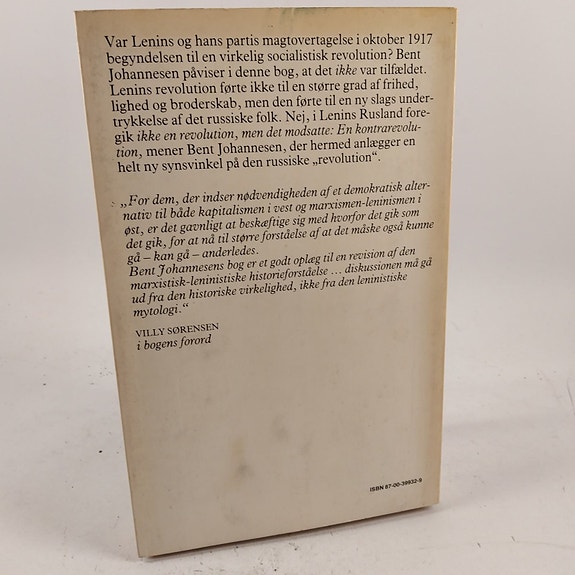 Var Lenins og hans partis magtovertagelse i oktober 1917
begyndelsen til en virkelig socialistisk revolution? Bent
Johannesen påviser i denne bog, at det ikke var tilfældet.
Lenins revolution førte ikke til en større grad af frihed,
lighed og broderskab, men den førte til en ny slags under-
trykkelse af det russiske folk. Nej, i Lenins Rusland fore-
gik ikke en revolution, men det modsatte: En kontrarevolu-
tion, mener Bent Johannesen, der hermed anlægger en
helt ny synsvinkel på den russiske „revolution“.
„For dem, der indser nødvendigheden af et demokratisk alter-
nativ til både kapitalismen i vest og marxismen-leninismen i
øst, er det gavnligt at beskæftige sig med hvorfor det gik som
det gik, for at nå til større forståelse af at det måske også kunne
gå – kan gå – anderledes.
Bent Johannesens bog er et godt oplæg til en revision af den
marxistisk-leninistiske historieforståelse ... diskussionen må gå
ud fra den historiske virkelighed, ikke fra den leninistiske
mytologi.“
VILLY SØRENSEN
i bogens forord
ISBN 87-00-39932-9